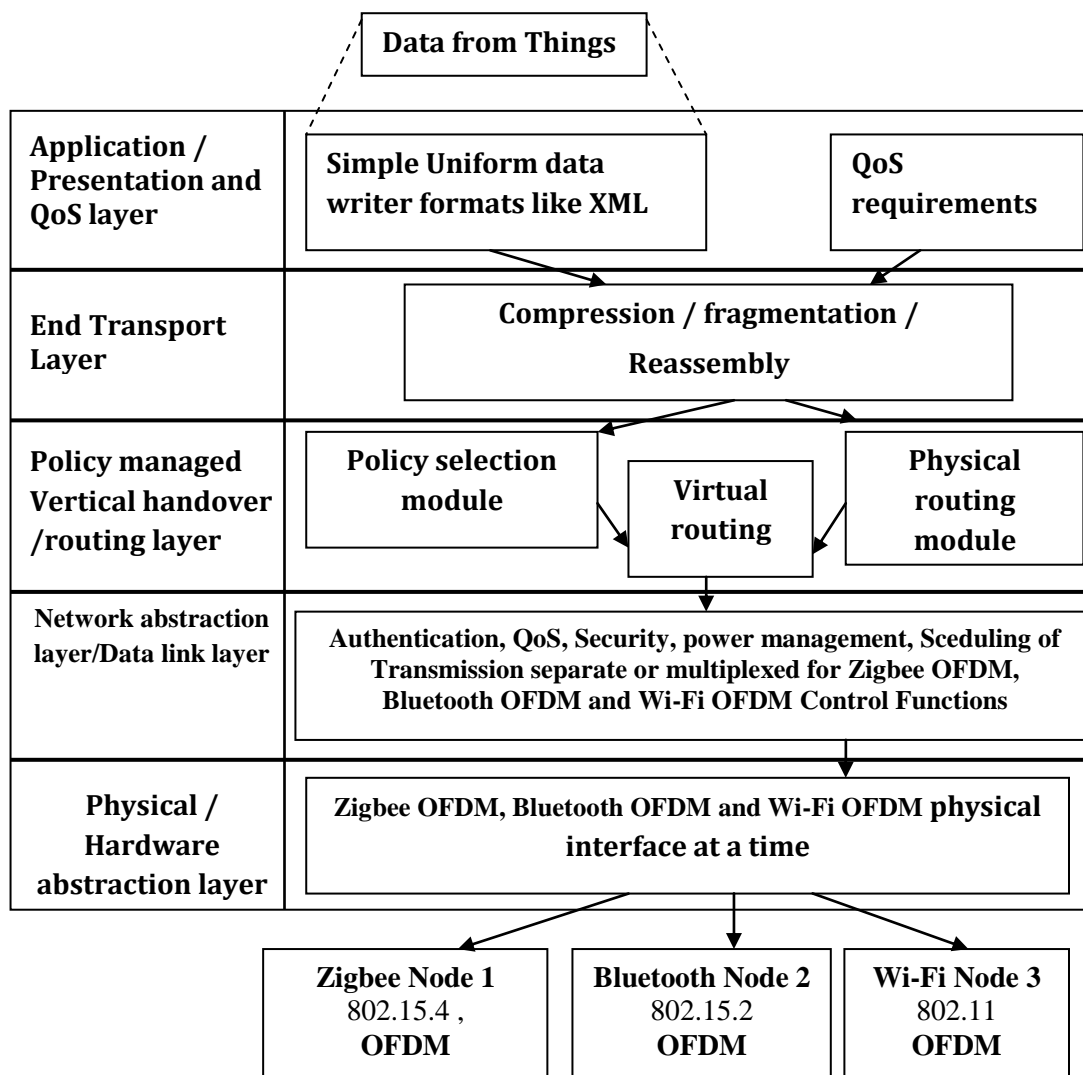 Data from Things
Application /
Presentation and
QoS layer
Simple Uniform data
writer formats like XML
QoS
requirements
End Transport
Layer
Compression / fragmentation /
Reassembly
Policy managed
Vertical handover
/routing layer
Policy selection
module
Virtual
routing
Physical
routing
module
Network abstraction
layer/Data link layer
Authentication, QoS, Security, power management, Sceduling of
Transmission separate or multiplexed for Zigbee OFDM,
Bluetooth OFDM and Wi-Fi OFDM Control Functions
Physical /
Hardware
abstraction layer
Zigbee OFDM, Bluetooth OFDM and Wi-Fi OFDM physical
interface at a time
Zigbee Node 1
802.15.4 ,
OFDM
Bluetooth Node 2
802.15.2
OFDM
Wi-Fi Node 3
802.11
OFDM